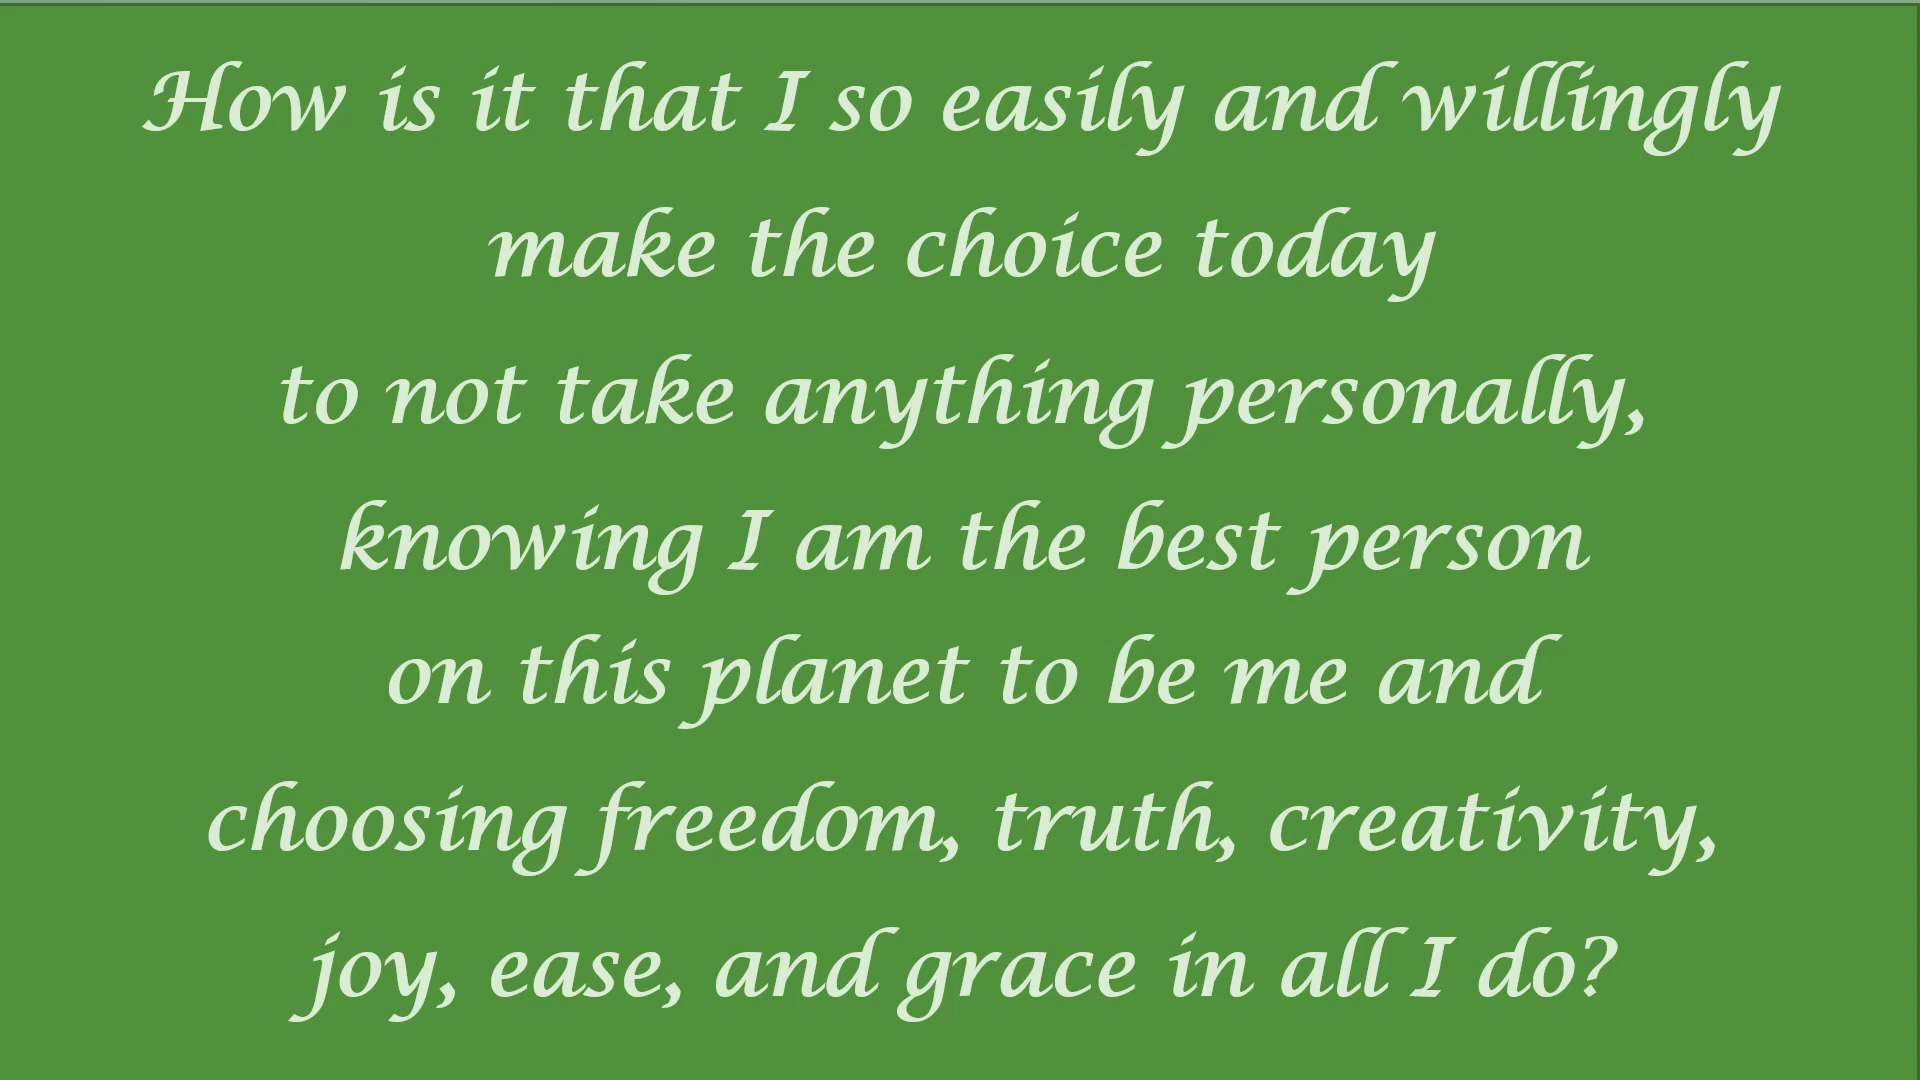 How is it that I so easily and willingly
make the choice today
to not take anything personally,
knowing I am the best person
on this planet to be me and
choosing freedom, truth, creativity,
joy, ease, and grace in all I do?